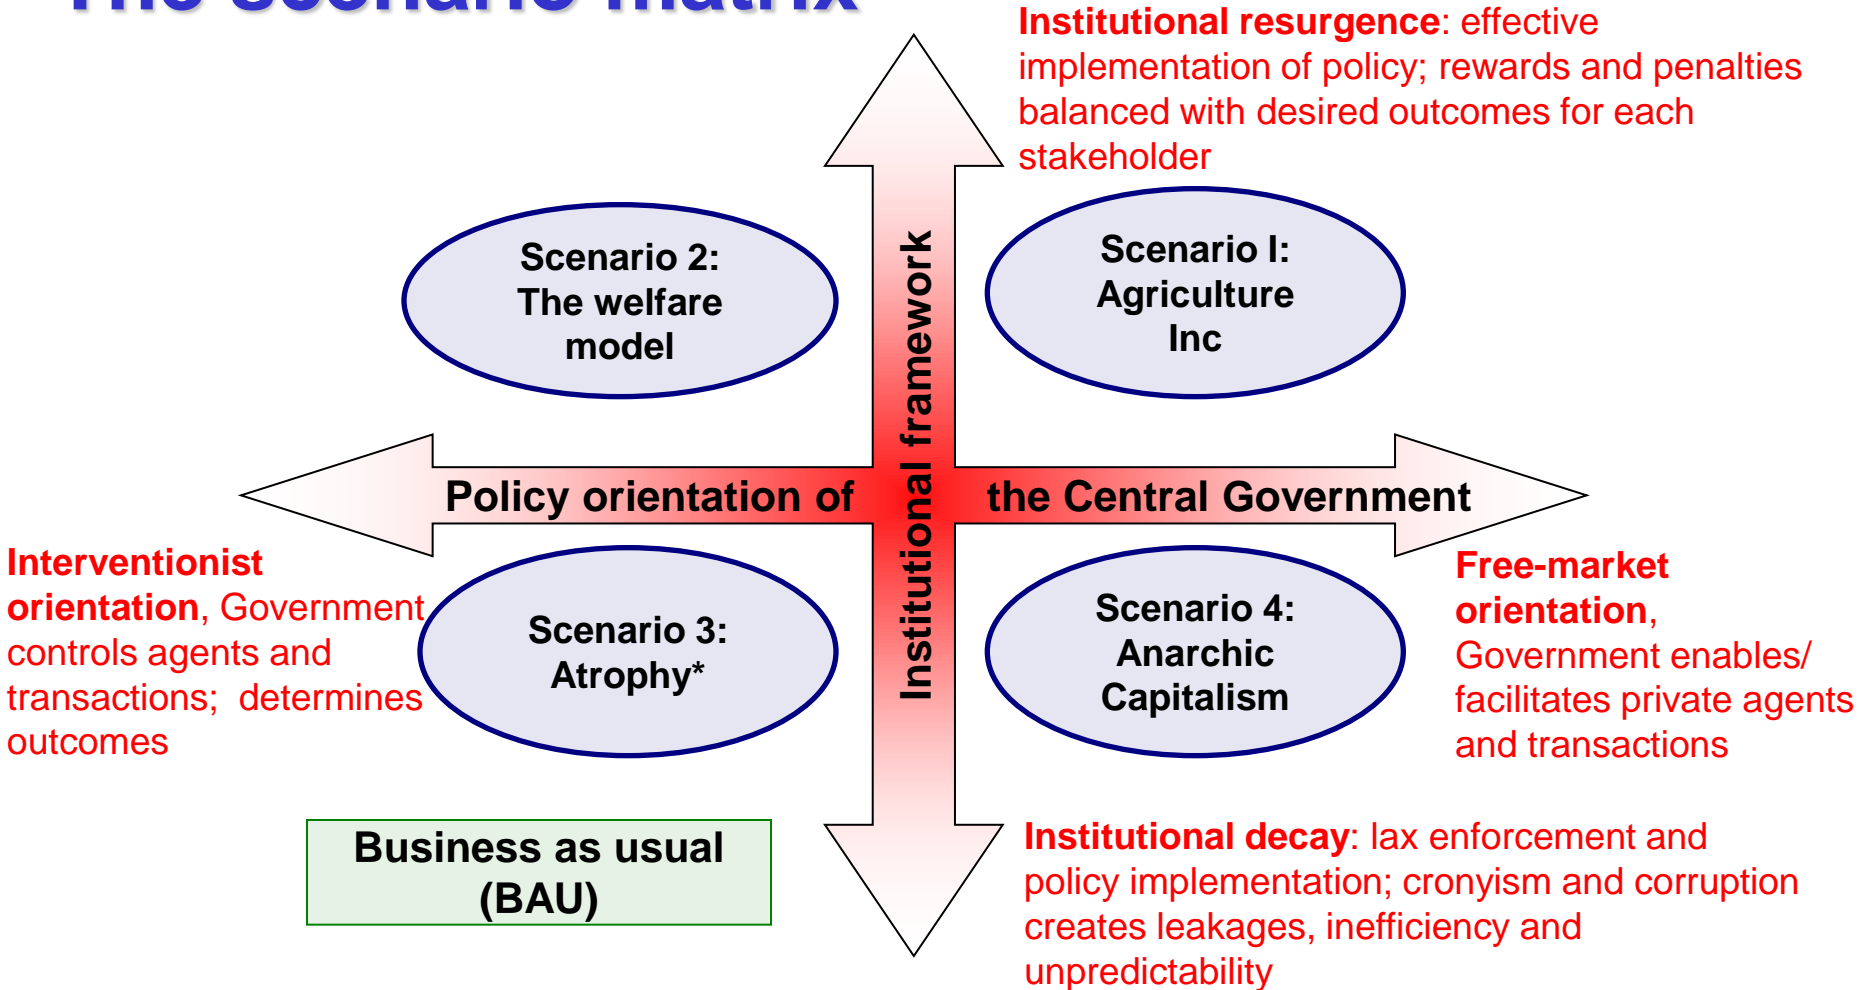 The scenario matrix
Institutional resurgence: effective
implementation of policy; rewards and penalties
balanced with desired outcomes for each
stakeholder
Scenario 2:
The welfare
model
Scenario I:
Agriculture
Inc
Institutional framework
Policy orientation of the Central Government
Interventionist
orientation, Government
controls agents and
transactions; determines
outcomes
Scenario 3:
Atrophy*
Scenario 4:
Anarchic
Capitalism
Free-market
orientation,
Government enables/
facilitates private agents
and transactions
Business as usual
(BAU)
Institutional decay: lax enforcement and
policy implementation; cronyism and corruption
creates leakages, inefficiency and
unpredictability